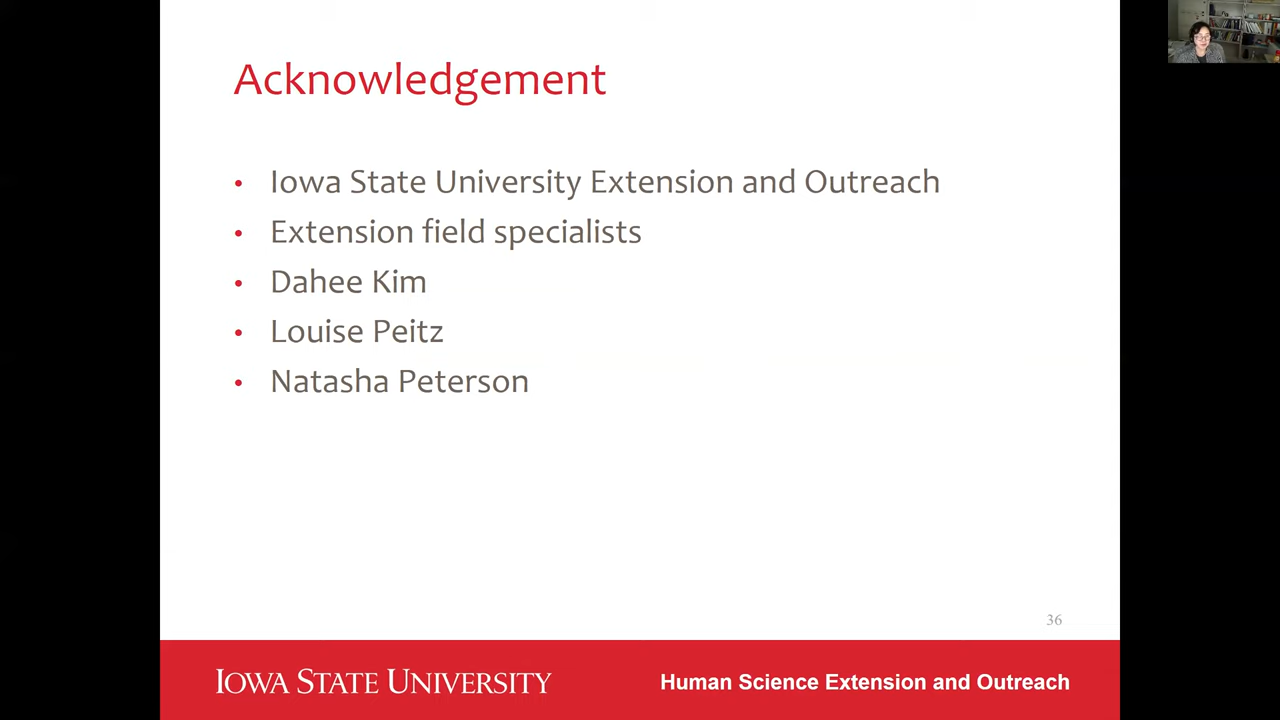 Acknowledgement
• Iowa State University Extension and Outreach
• Extension field specialists
• Dahee Kim
• Louise Peitz
• Natasha Peterson
36
IOWA STATE UNIVERSITY
Human Science Extension and Outreach